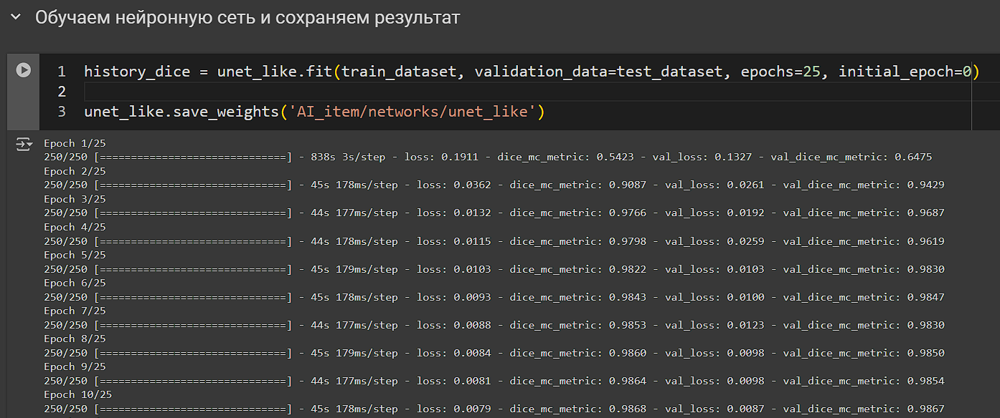 Обучаем нейронную сеть и сохраняем результат
1 history_dice = unet_like.fit(train_dataset, validation_data=test_dataset, epochs=25, initial_epoch=0)
2
3 unet_like.save_weights('AI_item/networks/unet_like')
Epoch 1/25
250/250 [==============================] - 838s 3s/step - loss: 0.1911 - dice_mc_metric: 0.5423 - val_loss: 0.1327 - val_dice_mc_metric: 0.6475
Epoch 2/25
250/250 [==============================] - 45s 178ms/step - loss: 0.0362 - dice_mc_metric: 0.9087 - val_loss: 0.0261 - val_dice_mc_metric: 0.9429
Epoch 3/25
250/250 [==============================] - 44s 177ms/step - loss: 0.0132 - dice_mc_metric: 0.9766 - val_loss: 0.0192 - val_dice_mc_metric: 0.9687
Epoch 4/25
250/250 [==============================] - 44s 178ms/step - loss: 0.0115 - dice_mc_metric: 0.9798 - val_loss: 0.0259 - val_dice_mc_metric: 0.9619
Epoch 5/25
250/250 [==============================] - 45s 179ms/step - loss: 0.0103 - dice_mc_metric: 0.9822 - val_loss: 0.0103 - val_dice_mc_metric: 0.9830
Epoch 6/25
250/250 [==============================] - 45s 178ms/step - loss: 0.0093 - dice_mc_metric: 0.9843 - val_loss: 0.0100 - val_dice_mc_metric: 0.9847
Epoch 7/25
250/250 [==============================] - 44s 177ms/step - loss: 0.0088 - dice_mc_metric: 0.9853 - val_loss: 0.0123 - val_dice_mc_metric: 0.9830
Epoch 8/25
250/250 [==============================] - 45s 179ms/step - loss: 0.0084 - dice_mc_metric: 0.9860 - val_loss: 0.0098 - val_dice_mc_metric: 0.9850
Epoch 9/25
250/250 [==============================] - 44s 177ms/step - loss: 0.0081 - dice_mc_metric: 0.9864 - val_loss: 0.0098 - val_dice_mc_metric: 0.9854
Epoch 10/25
250/250 [==============================] - 45s 178ms/step - loss: 0.0079 - dice_mc_metric: 0.9868 - val_loss: 0.0087 - val_dice_mc_metric: 0.9867